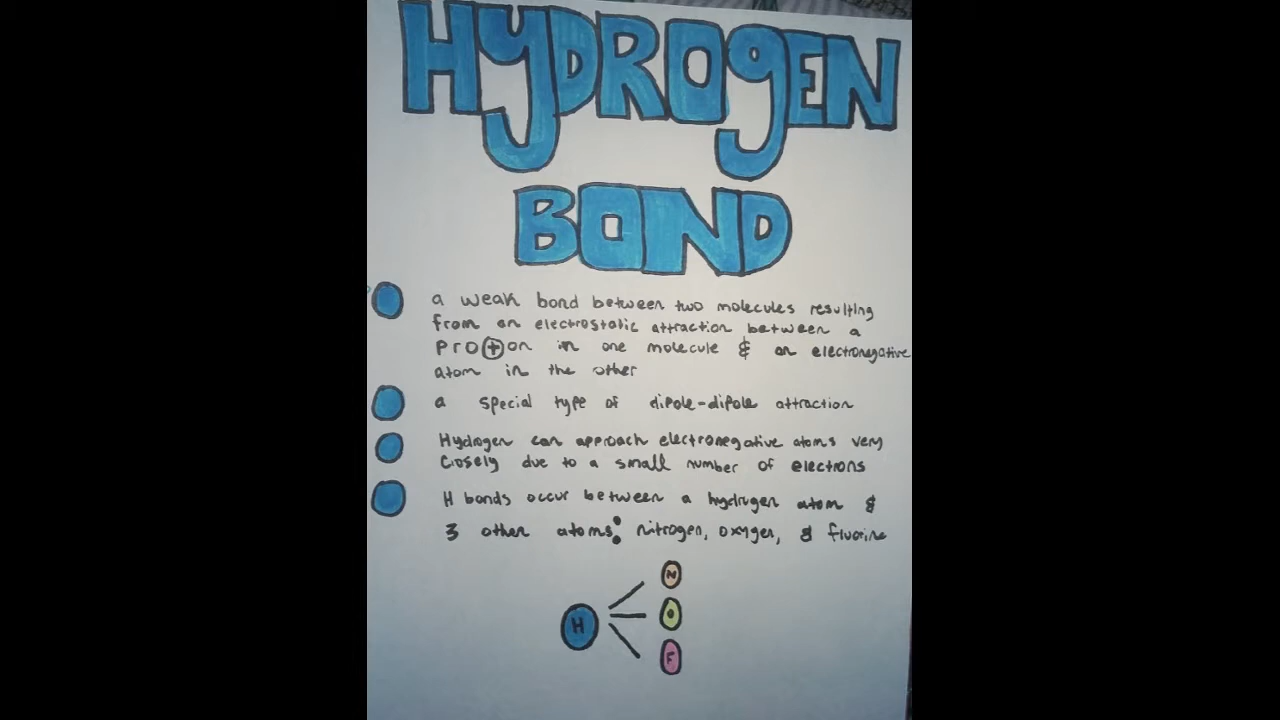 HYDROGEN
BOND
a weak bond between two molecules resulting
from an electrostatic attraction between a
pro+on in one molecule & an electronegative
atom in the other
a special type of dipole-dipole attraction
Hydrogen can approach electronegative atoms very
closely due to a small number of electrons
H bonds occur between a hydrogen atom &
3 other atoms: nitrogen, oxygen, & fluorine
N
H O
F